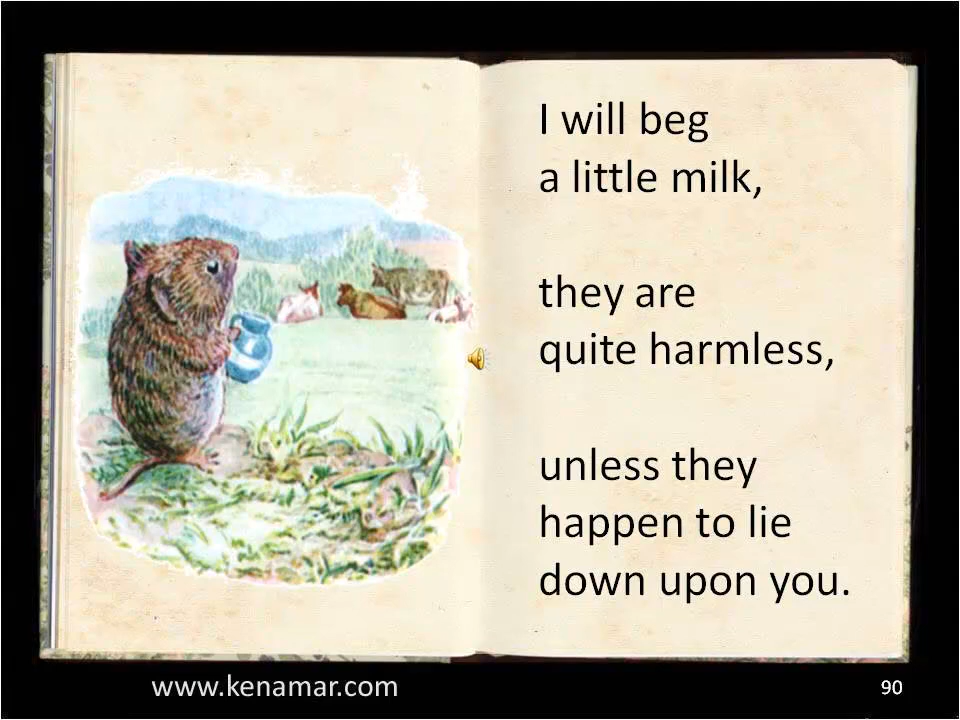 I will beg
a little milk,
they are
quite harmless,
unless they
happen to lie
down upon you.
www.kenamar.com
90